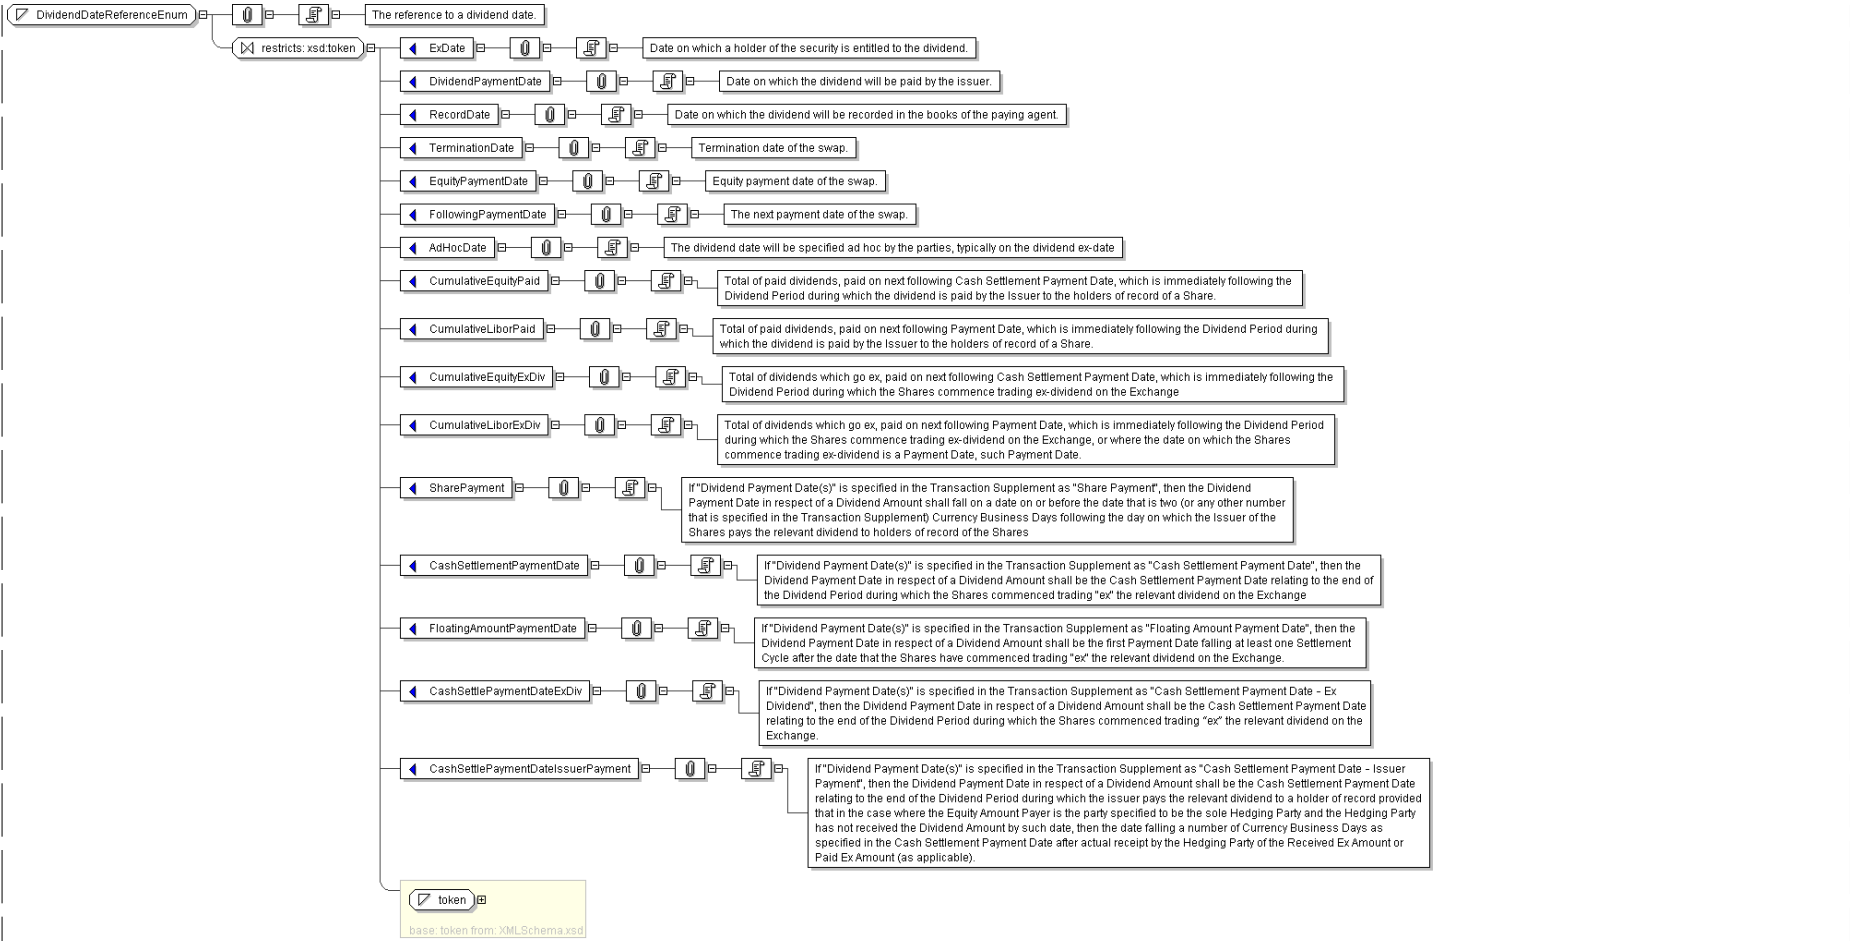 DividendDateReferenceEnum
The reference to a dividend date.
restricts: xsd:token
ExDate
Date on which a holder of the security is entitled to the dividend.
DividendPaymentDate
Date on which the dividend will be paid by the issuer.
RecordDate
Date on which the dividend will be recorded in the books of the paying agent.
TerminationDate
Termination date of the swap.
EquityPaymentDate
Equity payment date of the swap.
FollowingPaymentDate
The next payment date of the swap.
AdHocDate
The dividend date will be specified ad hoc by the parties, typically on the dividend ex-date
CumulativeEquityPaid
Total of paid dividends, paid on next following Cash Settlement Payment Date, which is immediately following the
Dividend Period during which the dividend is paid by the Issuer to the holders of record of a Share.
CumulativeLiborPaid
Total of paid dividends, paid on next following Payment Date, which is immediately following the Dividend Period during
which the dividend is paid by the Issuer to the holders of record of a Share.
CumulativeEquityExDiv
Total of dividends which go ex, paid on next following Cash Settlement Payment Date, which is immediately following the
Dividend Period during which the Shares commence trading ex-dividend on the Exchange
CumulativeLiborExDiv
Total of dividends which go ex, paid on next following Payment Date, which is immediately following the Dividend Period
during which the Shares commence trading ex-dividend on the Exchange, or where the date on which the Shares
commence trading ex-dividend is a Payment Date, such Payment Date.
SharePayment
If "Dividend Payment Date(s)" is specified in the Transaction Supplement as "Share Payment", then the Dividend
Payment Date in respect of a Dividend Amount shall fall on a date on or before the date that is two (or any other number
that is specified in the Transaction Supplement) Currency Business Days following the day on which the Issuer of the
Shares pays the relevant dividend to holders of record of the Shares
CashSettlementPaymentDate
If "Dividend Payment Date(s)" is specified in the Transaction Supplement as "Cash Settlement Payment Date", then the
Dividend Payment Date in respect of a Dividend Amount shall be the Cash Settlement Payment Date relating to the end of
the Dividend Period during which the Shares commenced trading "ex" the relevant dividend on the Exchange
FloatingAmountPaymentDate
If "Dividend Payment Date(s)" is specified in the Transaction Supplement as "Floating Amount Payment Date", then the
Dividend Payment Date in respect of a Dividend Amount shall be the first Payment Date falling at least one Settlement
Cycle after the date that the Shares have commenced trading "ex" the relevant dividend on the Exchange.
CashSettlePaymentDateExDiv
If "Dividend Payment Date(s)" is specified in the Transaction Supplement as "Cash Settlement Payment Date – Ex
Dividend", then the Dividend Payment Date in respect of a Dividend Amount shall be the Cash Settlement Payment Date
relating to the end of the Dividend Period during which the Shares commenced trading “ex” the relevant dividend on the
Exchange.
CashSettlePaymentDateIssuerPayment
If "Dividend Payment Date(s)" is specified in the Transaction Supplement as "Cash Settlement Payment Date – Issuer
Payment", then the Dividend Payment Date in respect of a Dividend Amount shall be the Cash Settlement Payment Date
relating to the end of the Dividend Period during which the issuer pays the relevant dividend to a holder of record provided
that in the case where the Equity Amount Payer is the party specified to be the sole Hedging Party and the Hedging Party
has not received the Dividend Amount by such date, then the date falling a number of Currency Business Days as
specified in the Cash Settlement Payment Date after actual receipt by the Hedging Party of the Received Ex Amount or
Paid Ex Amount (as applicable).
token
base: token from: XMLSchema.xsd